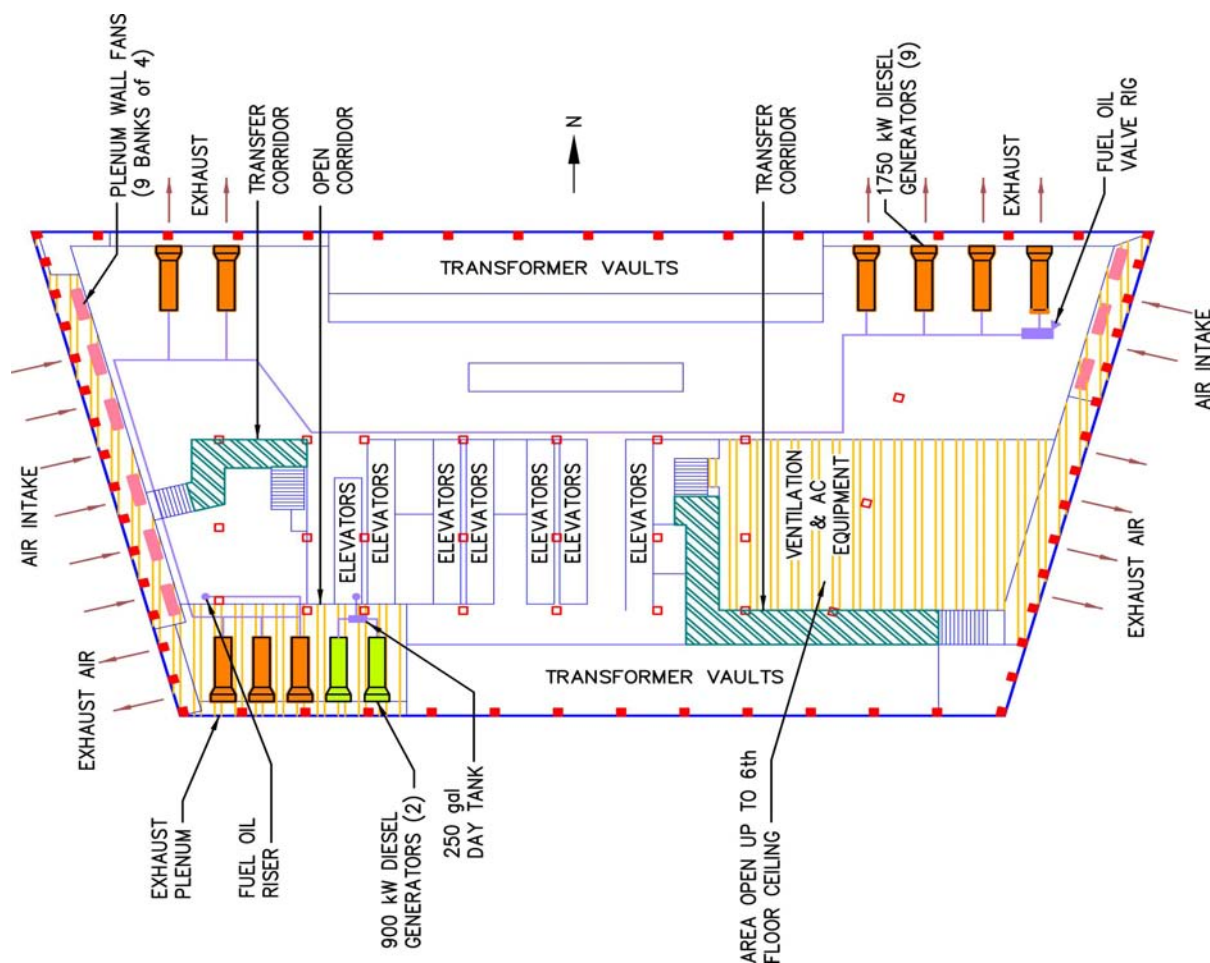 PLENUM WALL FANS
(9 BANKS of 4)
EXHAUST
TRANSFER
CORRIDOR
OPEN
CORRIDOR
N
TRANSFER
CORRIDOR
1750 kW DIESEL
GENERATORS (9)
EXHAUST
FUEL OIL
VALVE RIG
TRANSFORMER VAULTS
AIR INTAKE
AIR INTAKE
ELEVATORS
ELEVATORS
ELEVATORS
ELEVATORS
ELEVATORS
ELEVATORS
ELEVATORS
VENTILATION
& AC
EQUIPMENT
EXHAUST AIR
EXHAUST AIR
TRANSFORMER VAULTS
EXHAUST
PLENUM
FUEL OIL
RISER
900 kW DIESEL
GENERATORS (2)
250 gal
DAY TANK
AREA OPEN UP TO 6th
FLOOR CEILING